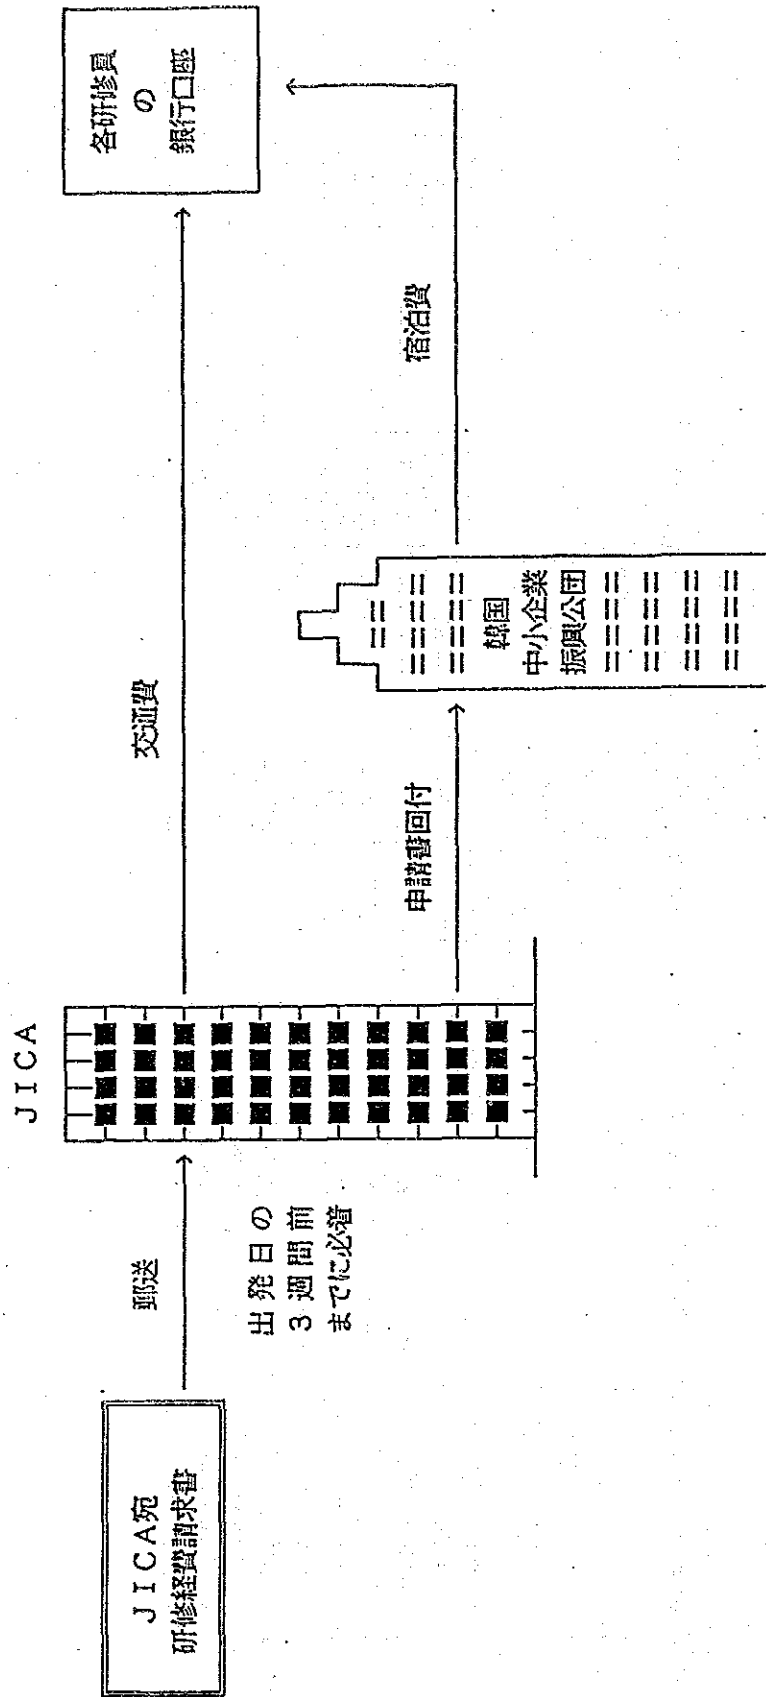 JICA宛
研修経費請求書
郵送
出発日の
3週間前
までに必着
JICA
交通費
申請書回付
韓国
中小企業
振興公団
宿泊費
各研修員
の
銀行口座